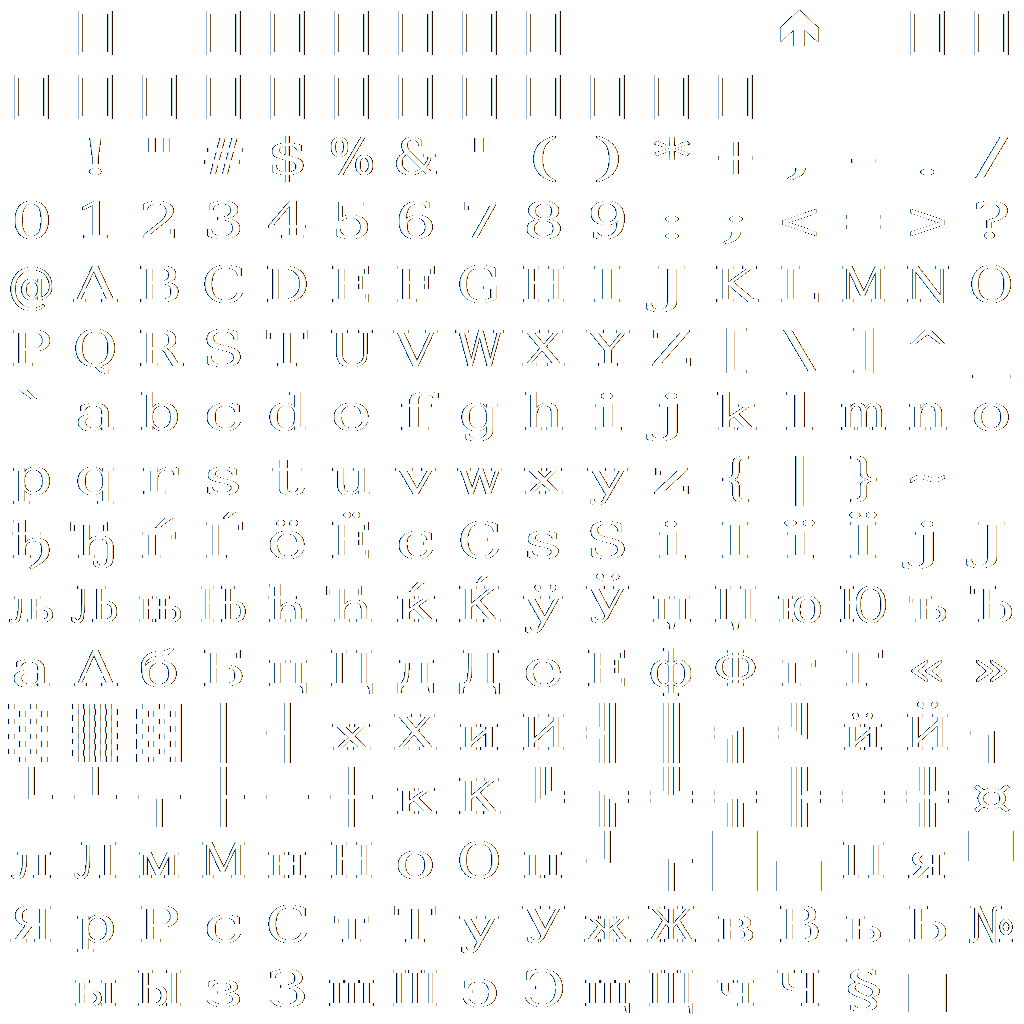 ! " # $ % & ' ( ) * + , - . /
0 1 2 3 4 5 6 7 8 9 : ; < = > ?
@ A B C D E F G H I J K L M N O
P Q R S T U V W X Y Z [ \ ] ^ _
` a b c d e f g h i j k l m n o
p q r s t u v w x y z { | } ~
ђ Ђ ѓ Ѓ ё Ё є Є ѕ Ѕ і І ї Ї ј Ј
љ Љ њ Њ ћ Ћ ќ Ќ ў Ў џ Џ ю Ю ъ Ъ
а А б Б ц Ц д Д е Е ф Ф г Г « »
░ ▒ ▓ │ ┤ х Х и И ╣ ║ ╗ ╝ й Й ┐
└ ┴ ┬ ├ ─ ┼ к К ╚ ╔ ╩ ╦ ╠ ═ ╬ ¤
л Л м М н Н о О п ┘ ┌ █ ▄ П я ▀
Я р Р с С т Т у У ж Ж в В ь Ь №
ы Ы з З ш Ш э Э щ Щ ч Ч § ■